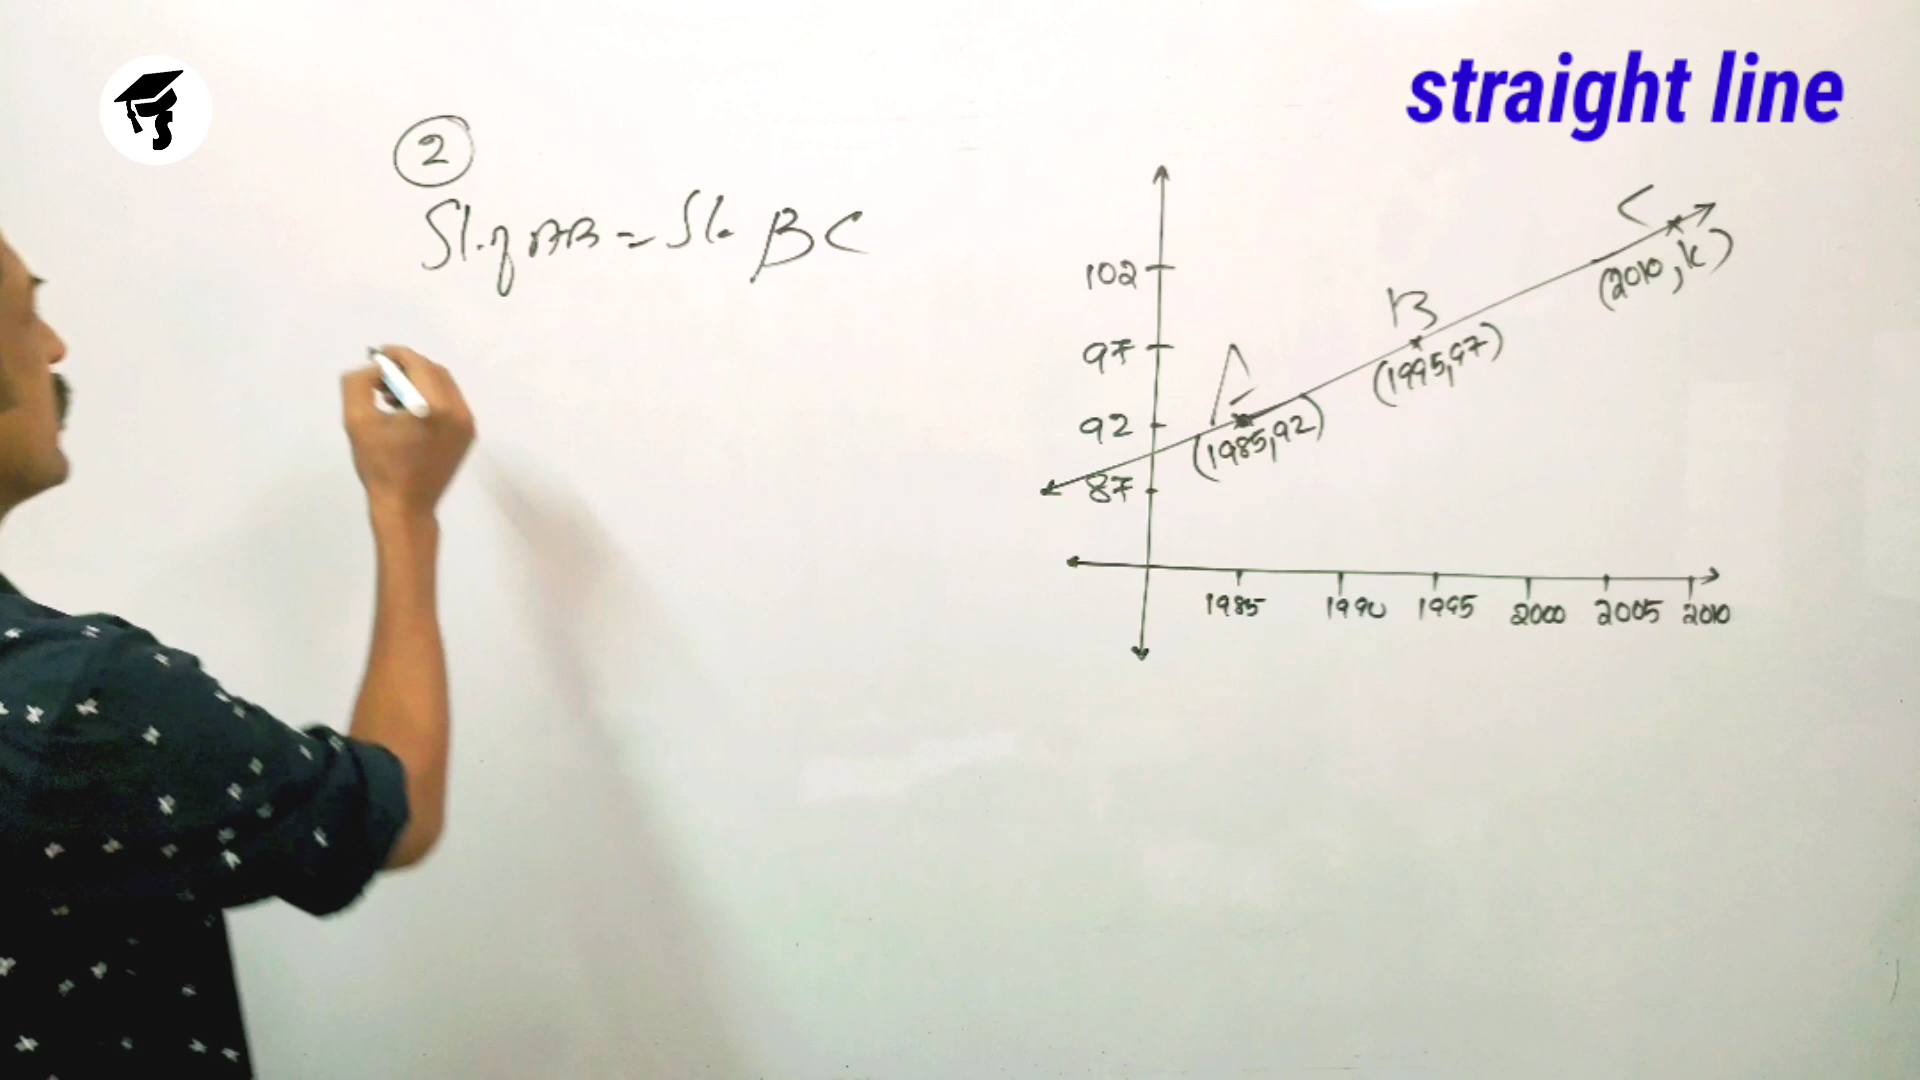 straight line
2
Sl. of AB = Sl. BC
C
(2010, k)
102
B
97
(1995, 97)
A
92
(1985, 92)
87
1985 1990 1995 2000 2005 2010